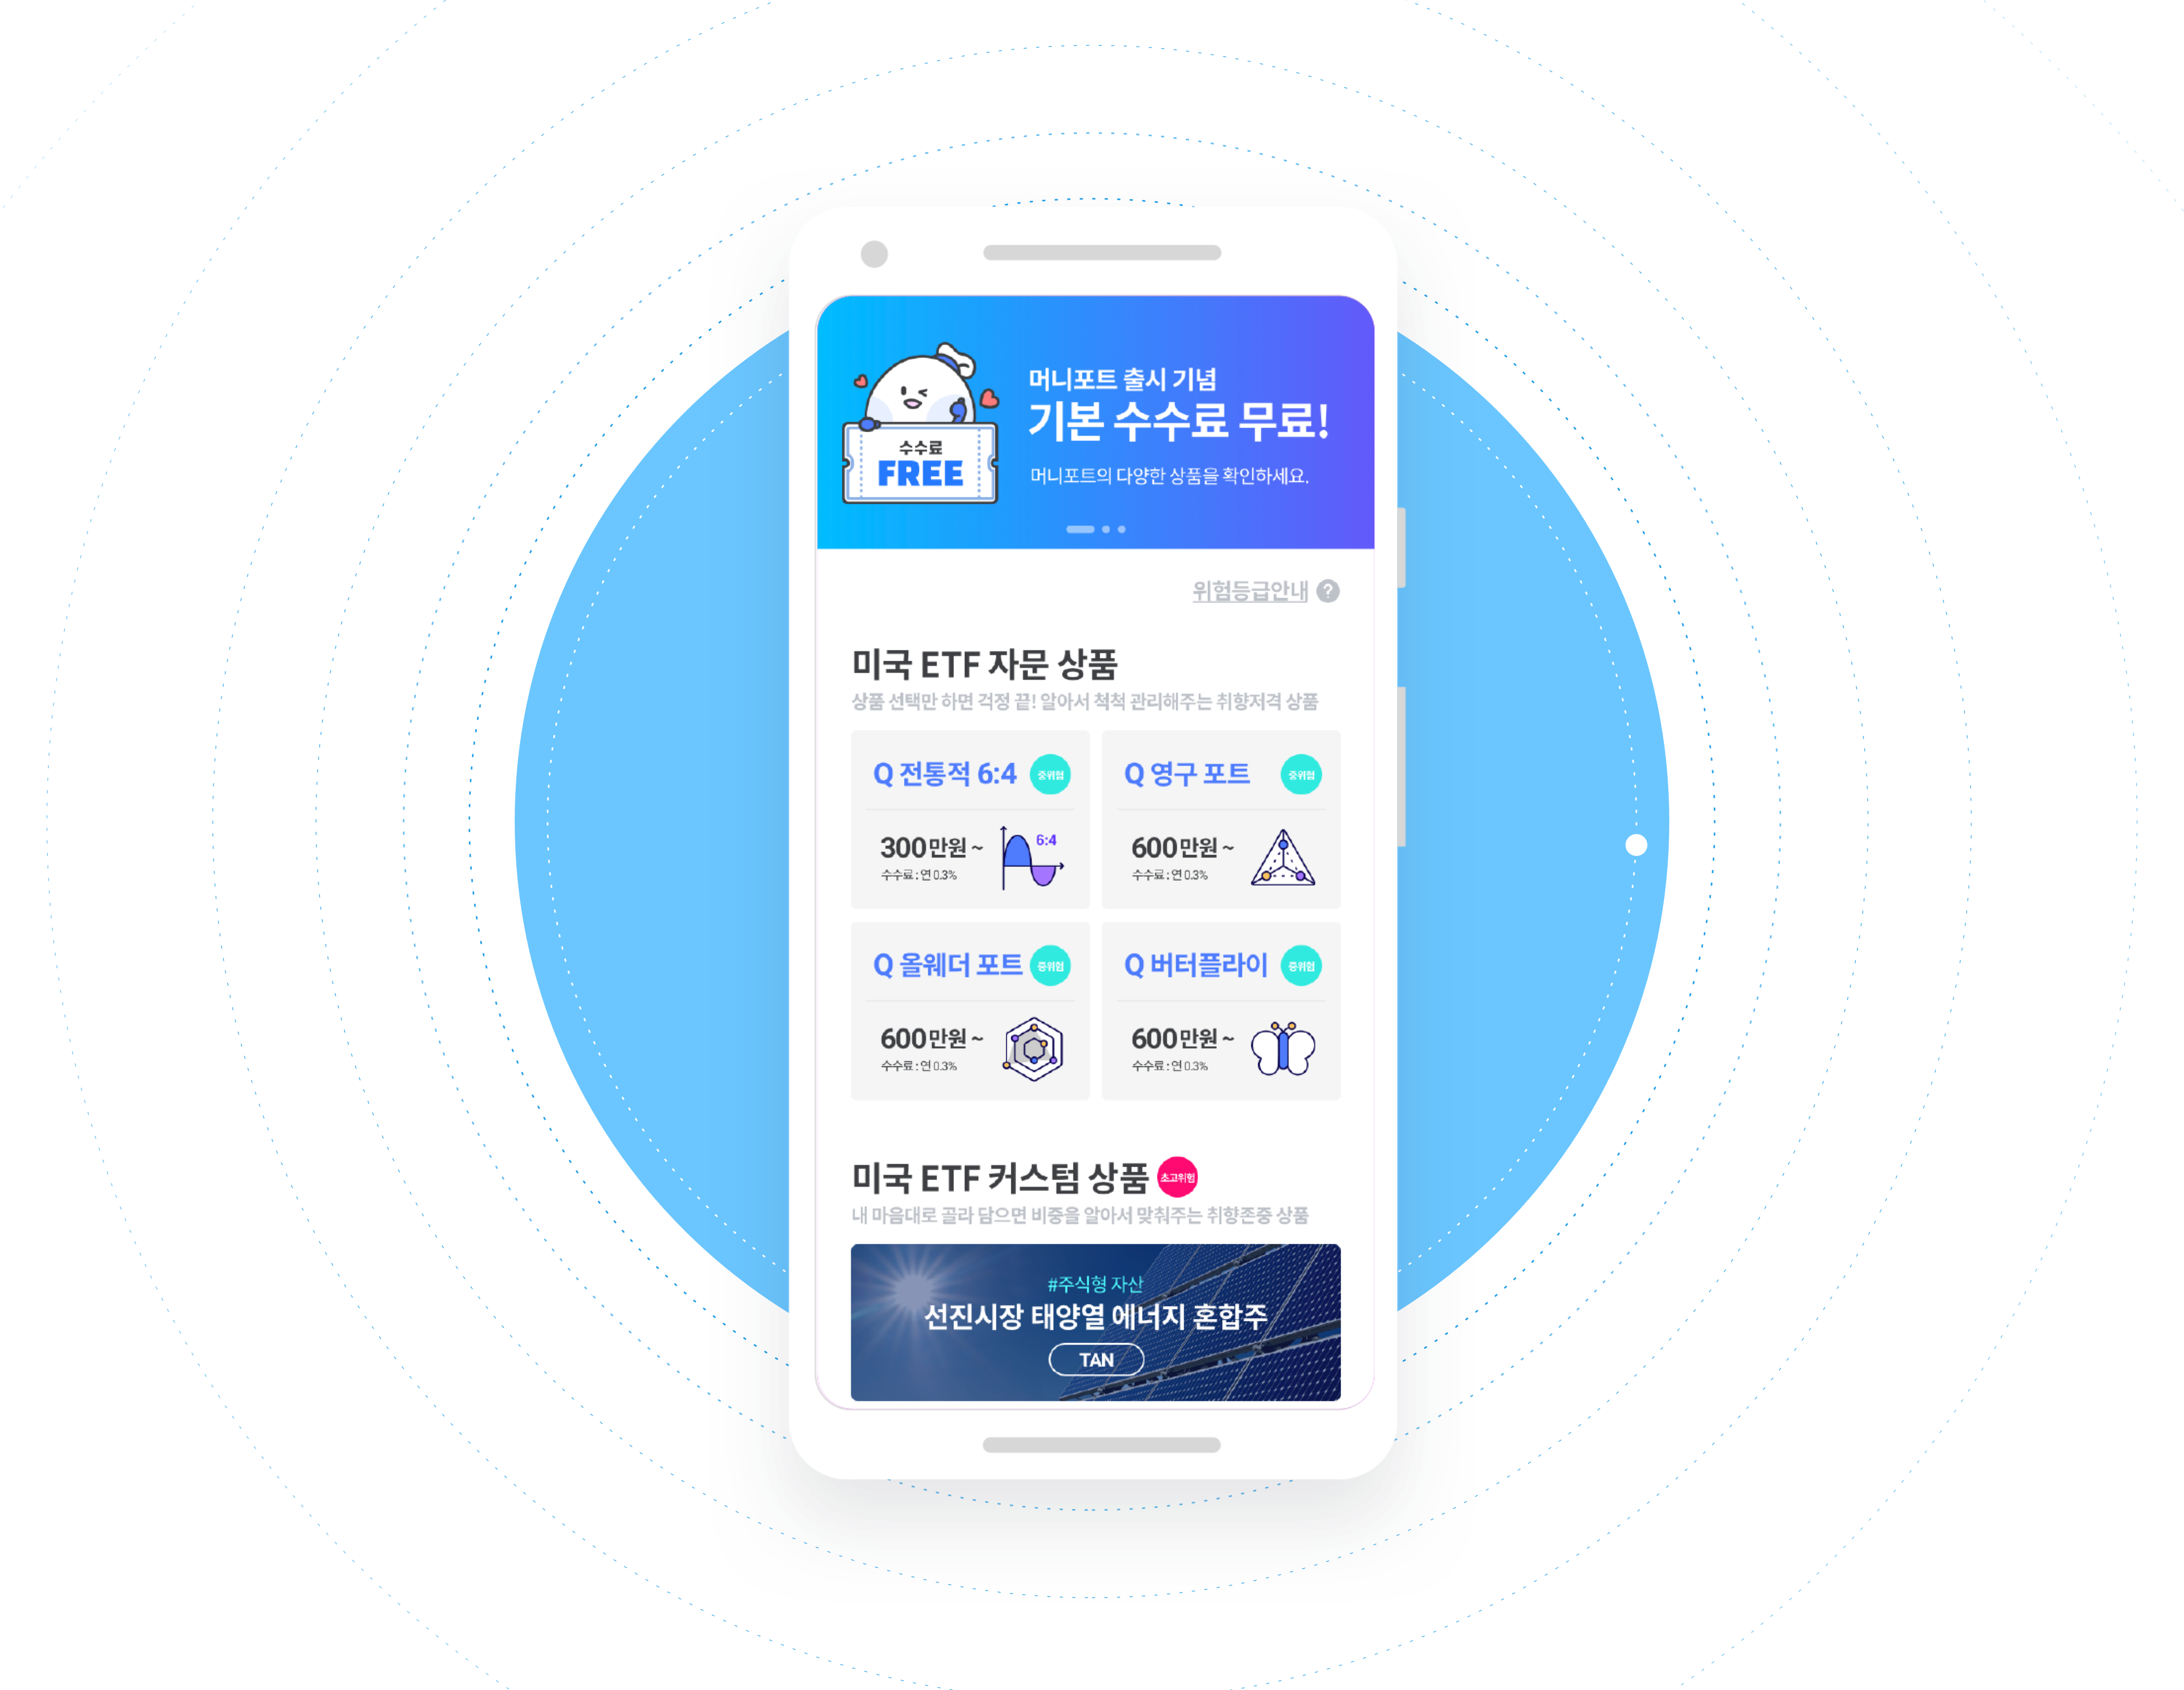 머니포트 출시 기념
기본 수수료 무료!
머니포트의 다양한 상품을 확인하세요.
수수료
FREE
위험등급안내 ?
미국 ETF 자문 상품
상품 선택만 하면 걱정 끝! 알아서 척척 관리해주는 취향저격 상품
Q 전통적 6:4 중위험
300만원 ~
수수료 : 연 0.3%
6:4
Q 영구 포트 중위험
600만원 ~
수수료 : 연 0.3%
Q 올웨더 포트 중위험
600만원 ~
수수료 : 연 0.3%
Q 버터플라이 중위험
600만원 ~
수수료 : 연 0.3%
미국 ETF 커스텀 상품 초고위험
내 마음대로 골라 담으면 비중을 알아서 맞춰주는 취향존중 상품
#주식형 자산
선진시장 태양열 에너지 혼합주
TAN